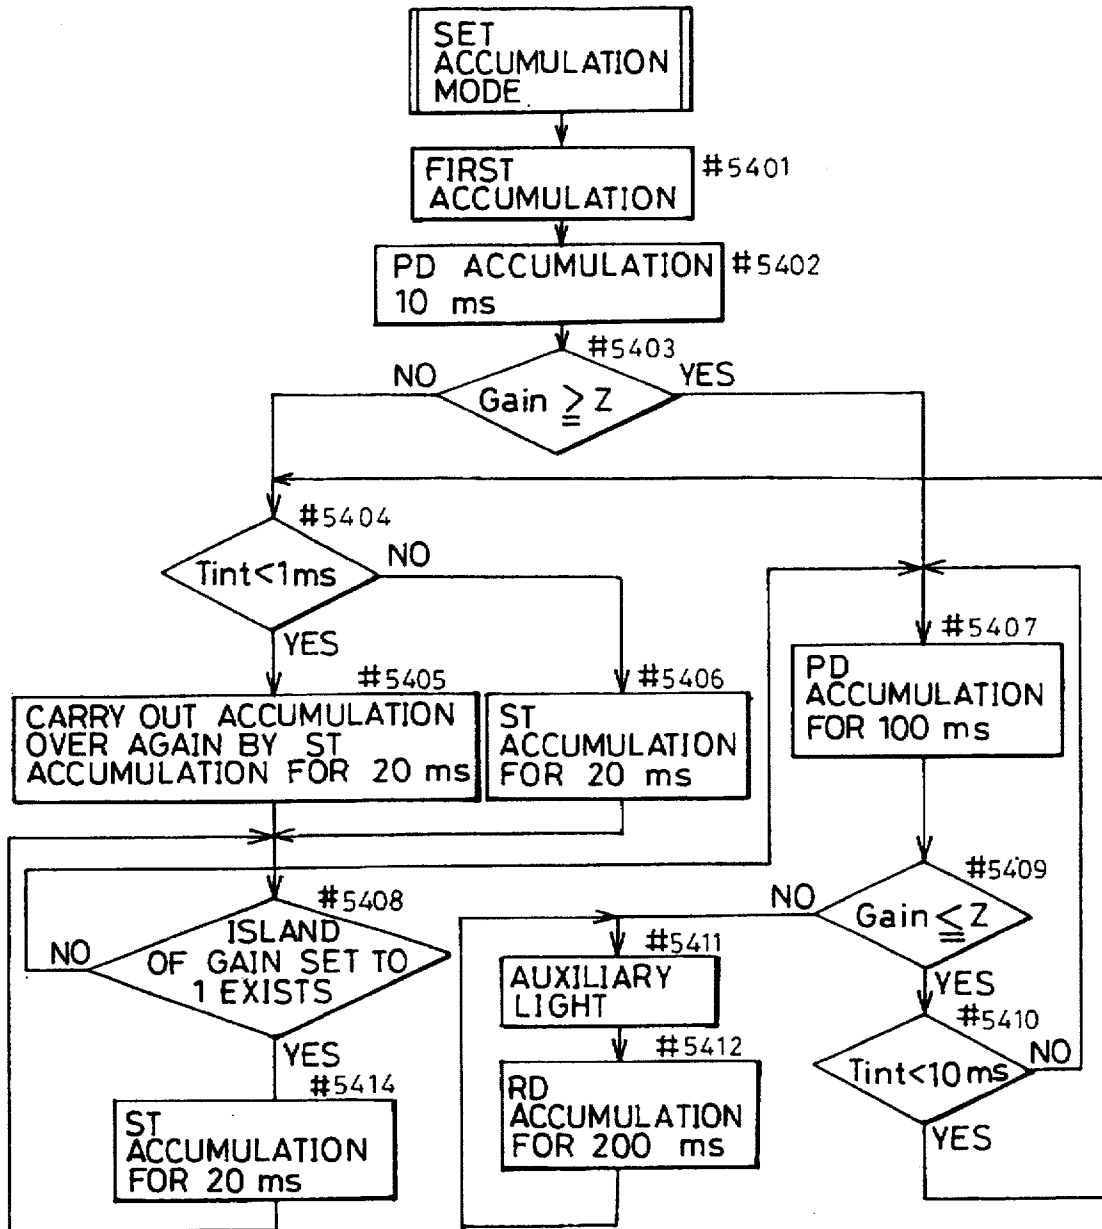 SET
ACCUMULATION
MODE
FIRST
ACCUMULATION
#5401
PD ACCUMULATION
10 ms
#5402
#5403
NO
YES
Gain ≧ Z
#5404
Tint<1ms
NO
YES
#5405
CARRY OUT ACCUMULATION
OVER AGAIN BY ST
ACCUMULATION FOR 20 ms
#5406
ST
ACCUMULATION
FOR 20 ms
#5407
PD
ACCUMULATION
FOR 100 ms
#5408
ISLAND
OF GAIN SET TO
1 EXISTS
NO
YES
#5409
NO
Gain ≦ Z
YES
#5410
Tint<10ms
NO
YES
#5411
AUXILIARY
LIGHT
#5412
RD
ACCUMULATION
FOR 200 ms
#5414
ST
ACCUMULATION
FOR 20 ms